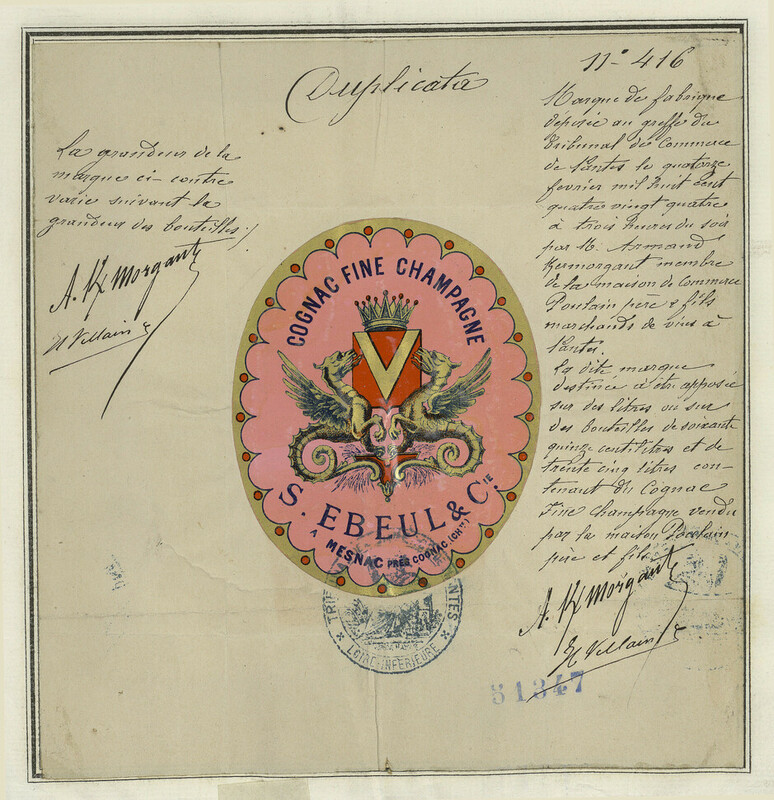 Duplicata
La grandeur de la
marque ci-contre
varie suivant la
grandeur des bouteilles
A. K/Morgant
H Villain
N° 416
Marque de fabrique
déposée au greffe du
Tribunal de Commerce
de Nantes le quatorze
février mil huit cent
quatre vingt quatre
à trois heures du soir
par M. Armand
Kermorgant membre
de la maison de Commerce
Poulain père & fils
marchands de vins à
Nantes.
La dite marque
destinée à être apposée
sur des litres ou sur
des bouteilles de soixante
quinze centilitres et de
trente cinq litres con-
tenant du Cognac
Fine Champagne vendu
par la maison Poulain
père et fils
A. K/Morgant
H Villain
COGNAC FINE CHAMPAGNE
V
S. EBEUL & CIE.
A MESNAC PRÈS COGNAC (CHTE)
TRIB
NTES
LOIRE-INFÉRIEURE
51347